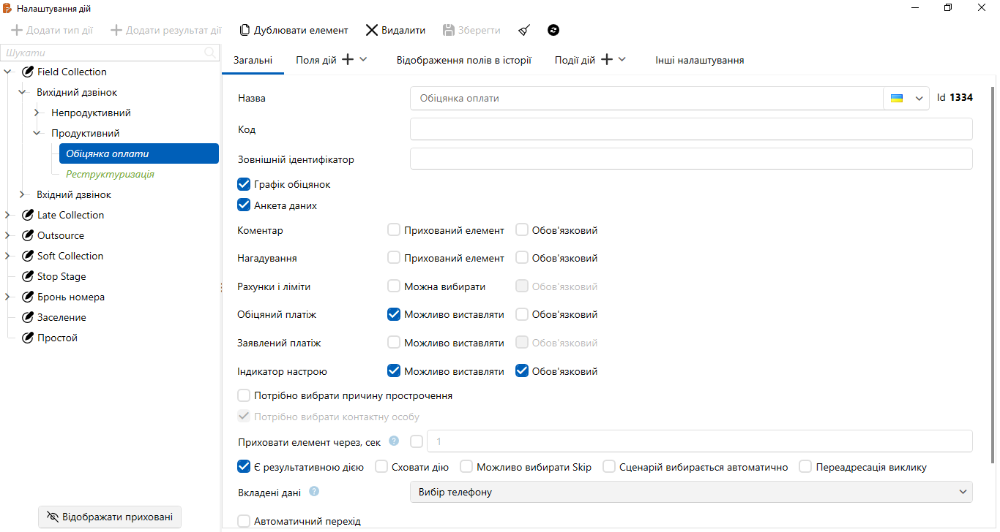 Налаштування дій
Додати тип дії Додати результат дії Дублювати елемент Видалити Зберегти
Шукати
Загальні Поля дій Відображення полів в історії Події дій Інші налаштування
Field Collection
Вихідний дзвінок
Непродуктивний
Продуктивний
Обіцянка оплати
Реструктуризація
Вхідний дзвінок
Late Collection
Outsource
Soft Collection
Stop Stage
Бронь номера
Заселение
Простой
Відображати приховані
Назва Обіцянка оплати Id 1334
Код
Зовнішній ідентифікатор
Графік обіцянок
Анкета даних
Коментар Прихований елемент Обов'язковий
Нагадування Прихований елемент Обов'язковий
Рахунки і ліміти Можна вибирати Обов'язковий
Обіцяний платіж Можливо виставляти Обов'язковий
Заявлений платіж Можливо виставляти Обов'язковий
Індикатор настрою Можливо виставляти Обов'язковий
Потрібно вибрати причину прострочення
Потрібно вибрати контактну особу
Приховати елемент через, сек ? 1
Є результативною дією Сховати дію Можливо вибирати Skip Сценарій вибирається автоматично Переадресація виклику
Вкладені дані ? Вибір телефону
Автоматичний перехід